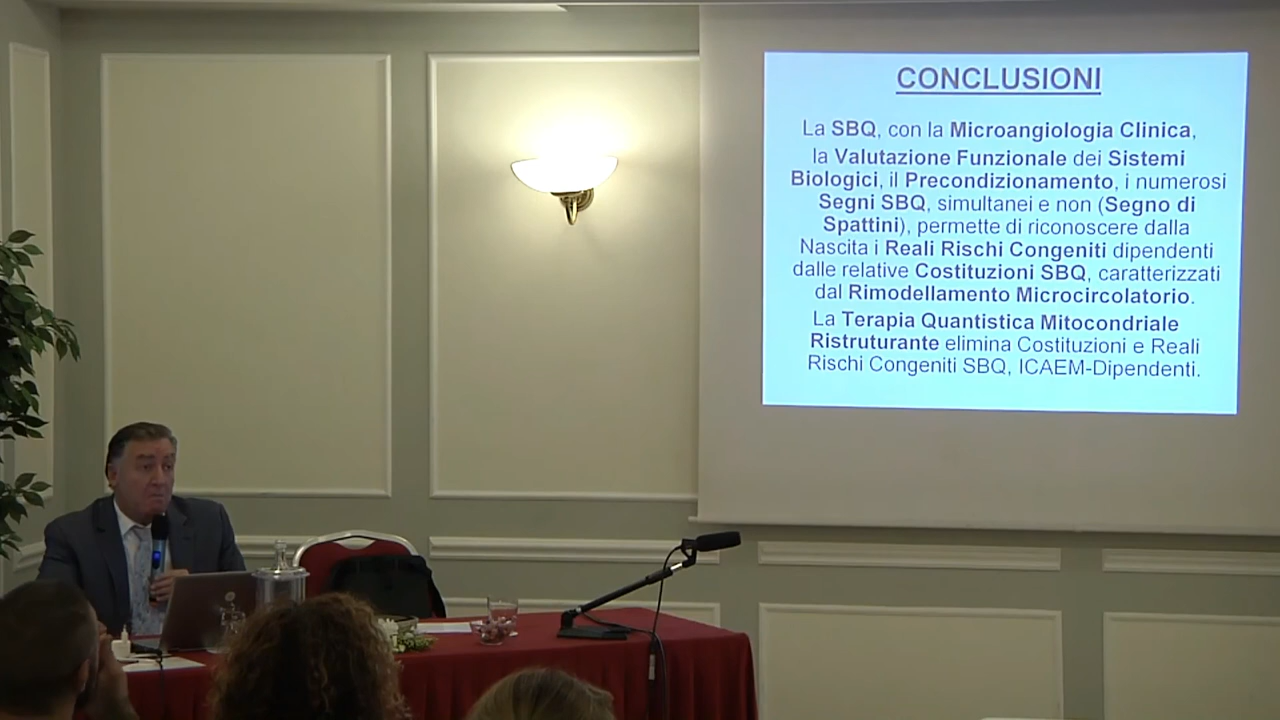 CONCLUSIONI
La SBQ, con la Microangiologia Clinica,
la Valutazione Funzionale dei Sistemi
Biologici, il Precondizionamento, i numerosi
Segni SBQ, simultanei e non (Segno di
Spattini), permette di riconoscere dalla
Nascita i Reali Rischi Congeniti dipendenti
dalle relative Costituzioni SBQ, caratterizzati
dal Rimodellamento Microcircolatorio.
La Terapia Quantistica Mitocondriale
Ristruturante elimina Costituzioni e Reali
Rischi Congeniti SBQ, ICAEM-Dipendenti.